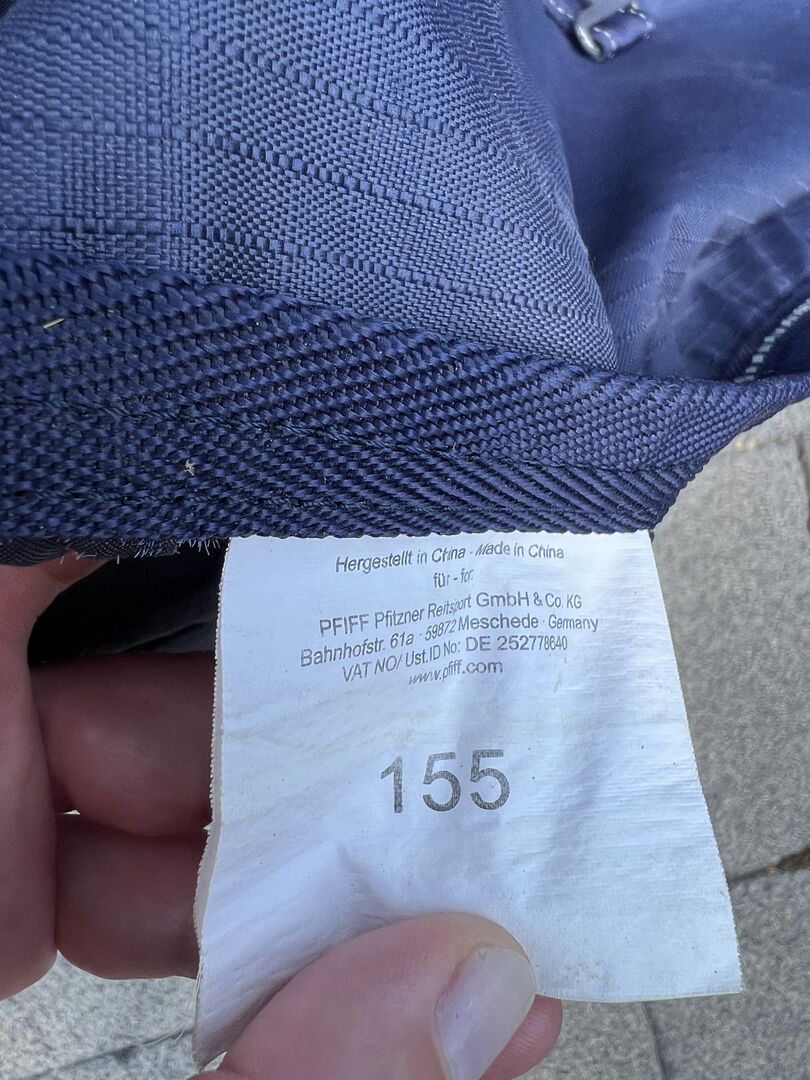 Hergestellt in China - Made in China
für - for:
PFIFF Pfitzner Reitsport GmbH & Co. KG
Bahnhofstr. 61a · 59872 Meschede · Germany
VAT NO/ Ust.ID No: DE 252778640
www.pfiff.com
155